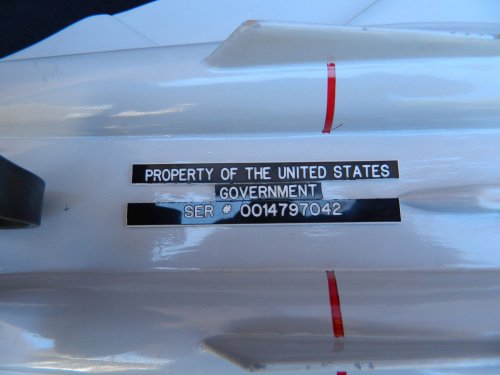 PROPERTY OF THE UNITED STATES
GOVERNMENT
SER # 0014797042